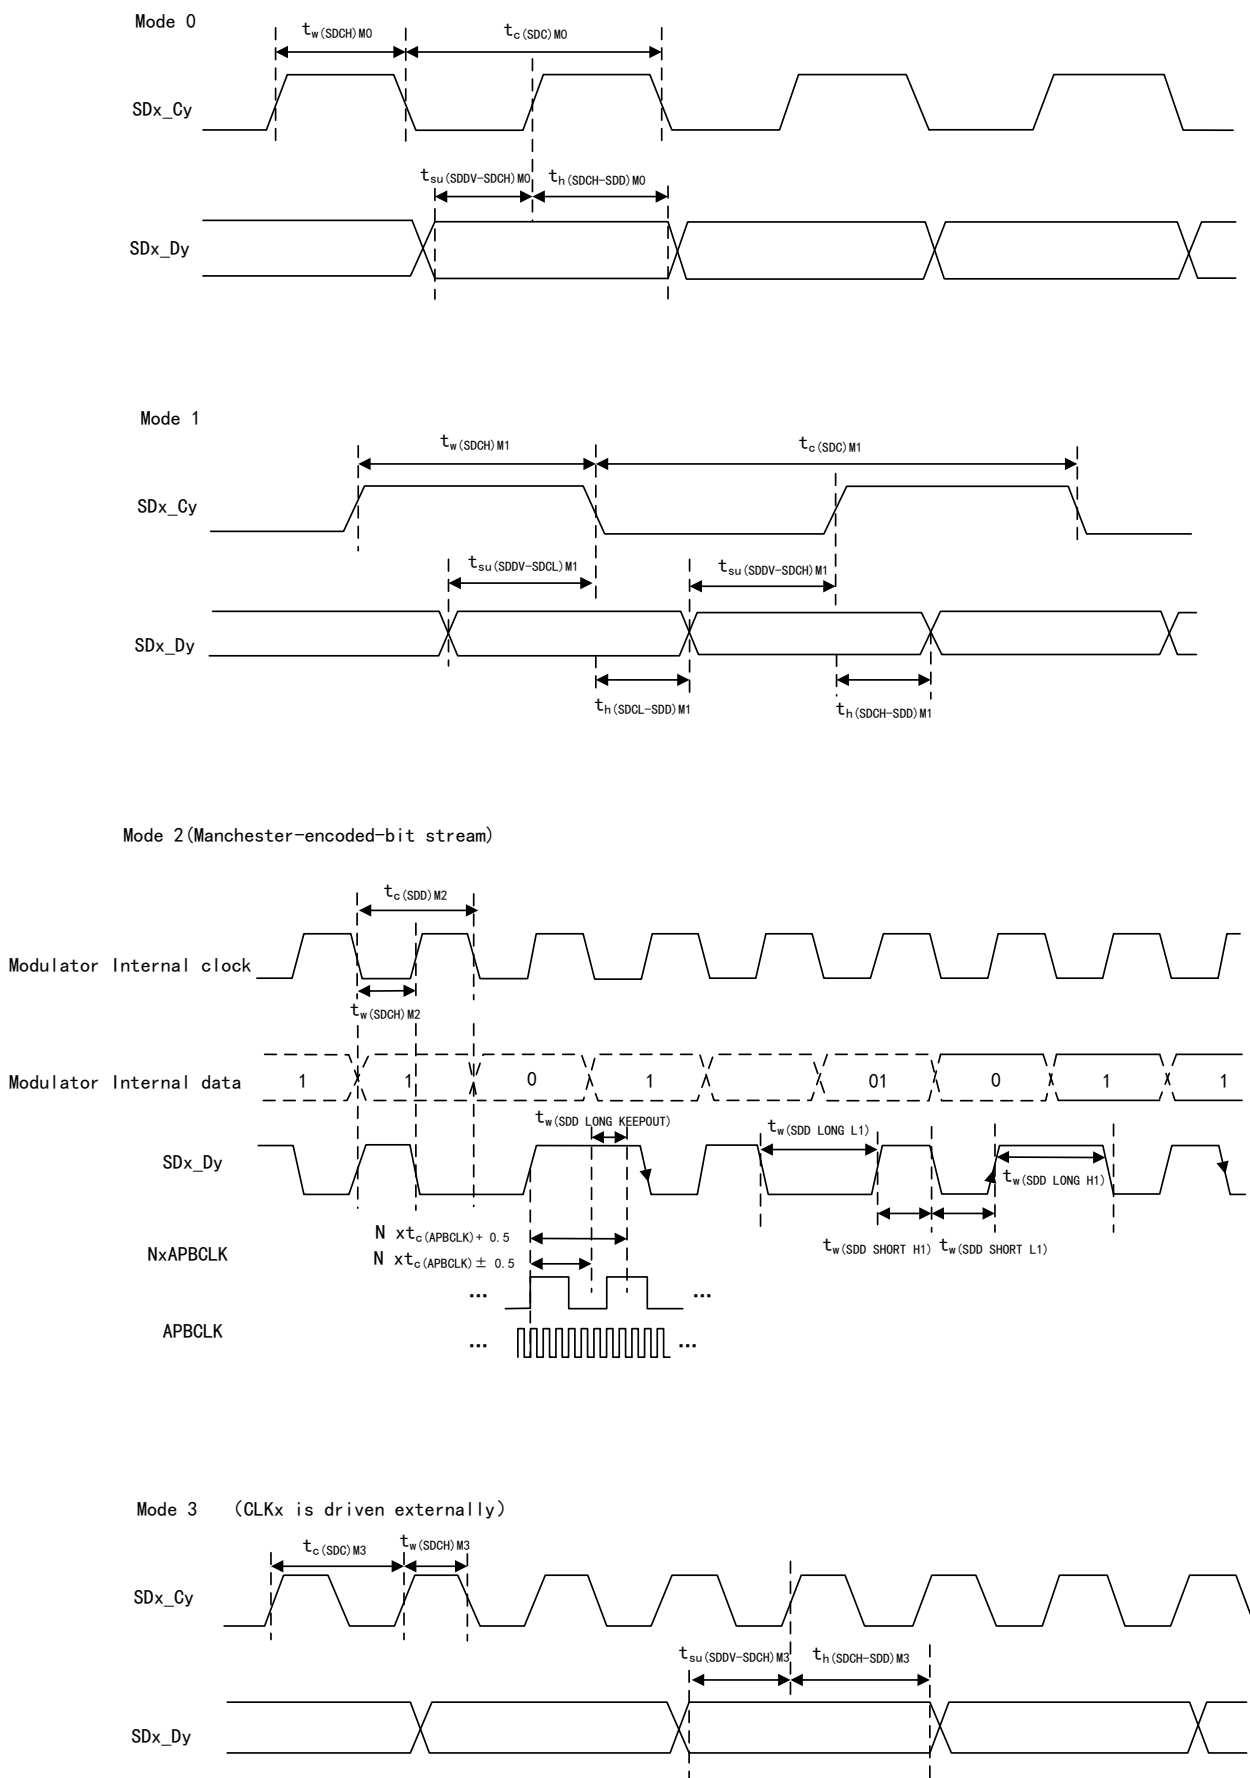 Mode 0
tw(SDCH)M0 tc(SDC)M0
SDx_Cy
tsu(SDDV-SDCH)M0 th(SDCH-SDD)M0
SDx_Dy
Mode 1
tw(SDCH)M1 tc(SDC)M1
SDx_Cy
tsu(SDDV-SDCL)M1 tsu(SDDV-SDCH)M1
SDx_Dy
th(SDCL-SDD)M1 th(SDCH-SDD)M1
Mode 2(Manchester-encoded-bit stream)
tc(SDD)M2
Modulator Internal clock
tw(SDCH)M2
Modulator Internal data 1 1 0 1 01 0 1 1
tw(SDD LONG KEEPOUT) tw(SDD LONG L1)
SDx_Dy
tw(SDD LONG H1)
N xtc(APBCLK)+ 0.5 tw(SDD SHORT H1) tw(SDD SHORT L1)
NxAPBCLK
N xtc(APBCLK)± 0.5
... ...
APBCLK
... ...
Mode 3 (CLKx is driven externally)
tc(SDC)M3 tw(SDCH)M3
SDx_Cy
tsu(SDDV-SDCH)M3 th(SDCH-SDD)M3
SDx_Dy